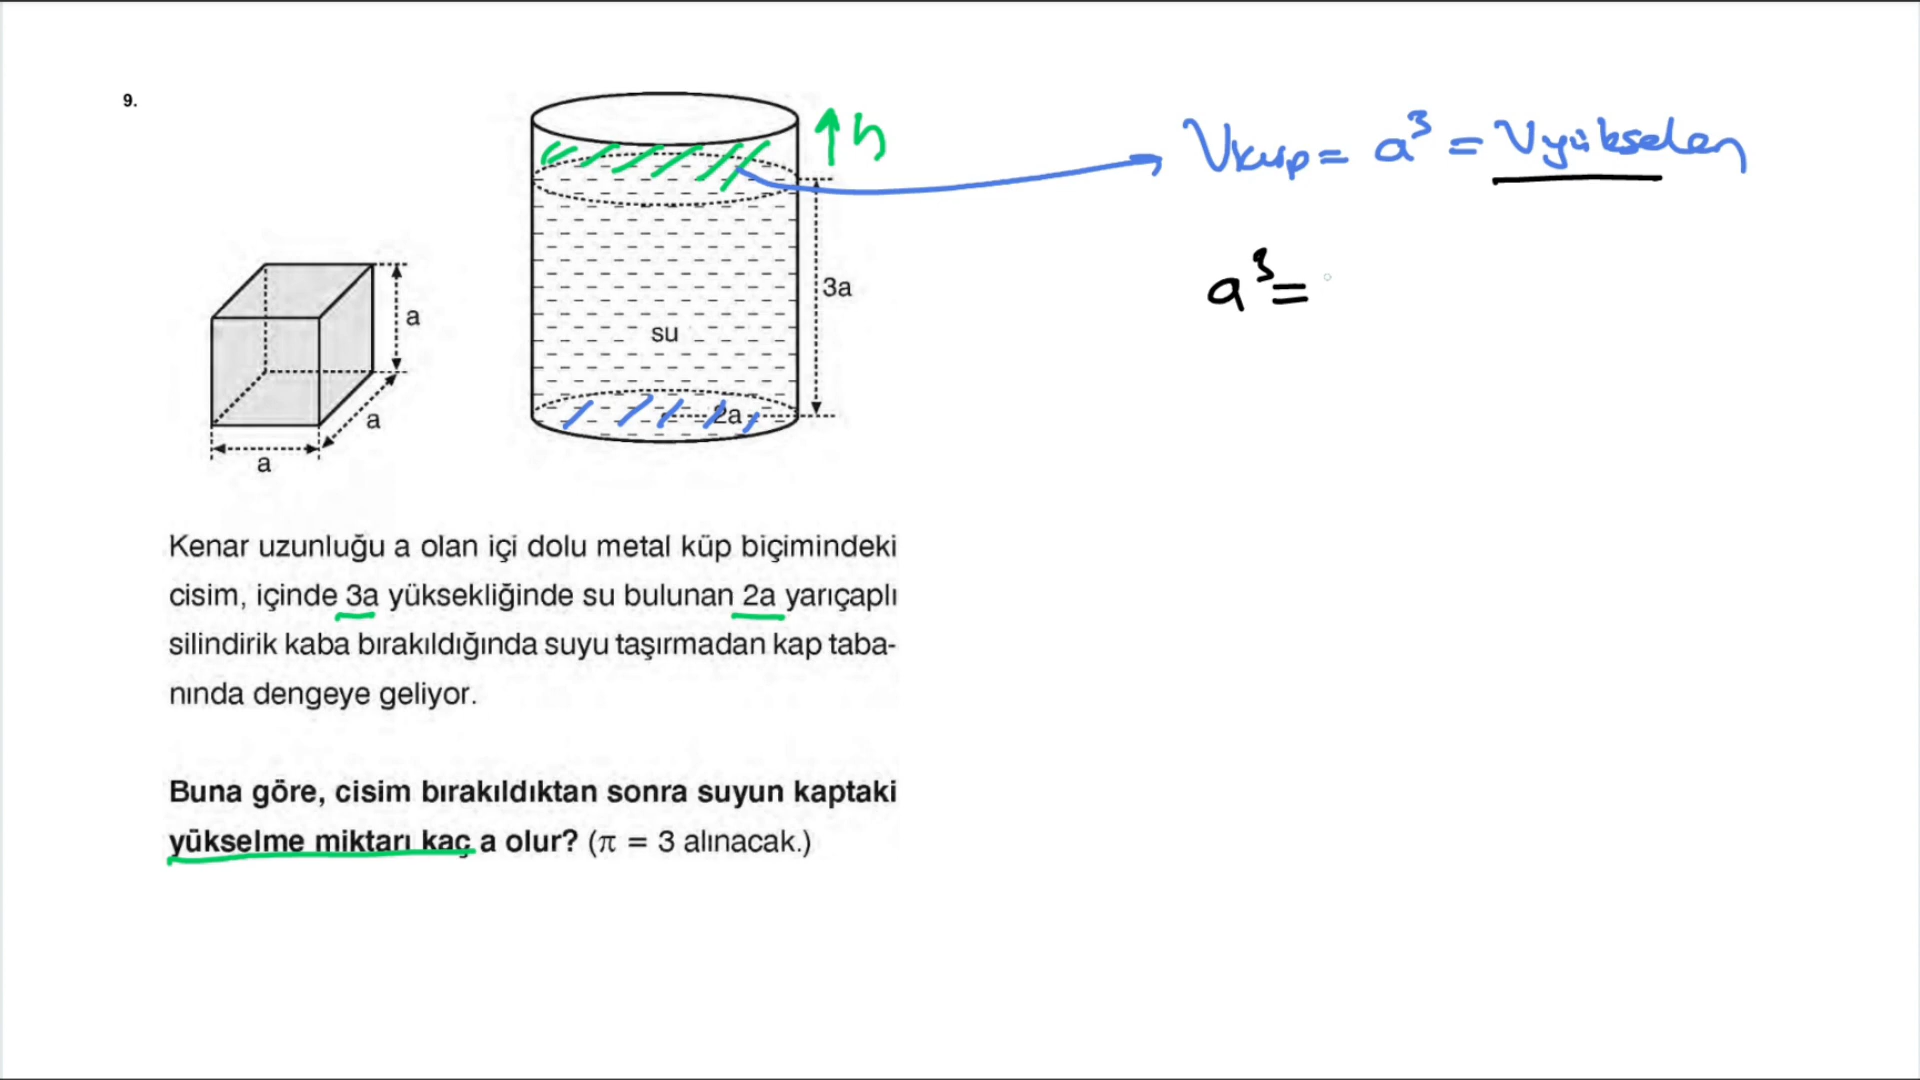 9.
h
Vküp = a³ = Vyükselen
a³ =
3a
su
2a
a
a
a
Kenar uzunluğu a olan içi dolu metal küp biçimindeki
cisim, içinde 3a yüksekliğinde su bulunan 2a yarıçaplı
silindirik kaba bırakıldığında suyu taşırmadan kap taba-
nında dengeye geliyor.
Buna göre, cisim bırakıldıktan sonra suyun kaptaki
yükselme miktarı kaç a olur? (π = 3 alınacak.)